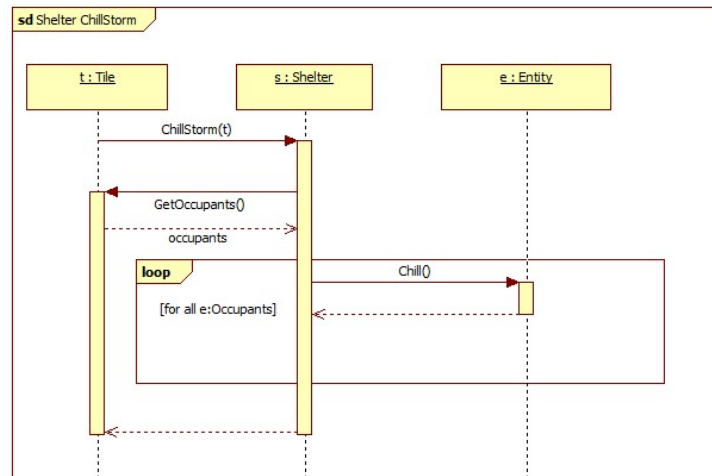 sd Shelter ChillStorm
t : Tile
s : Shelter
e : Entity
ChillStorm(t)
GetOccupants()
occupants
loop
Chill()
[for all e:Occupants]